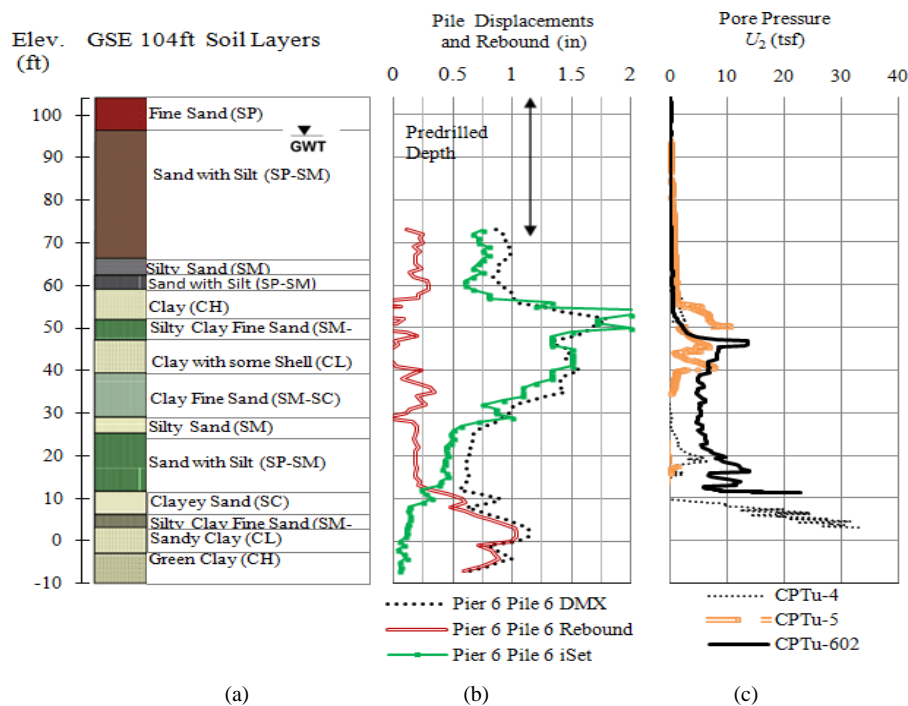 Pile Displacements
and Rebound (in)
Pore Pressure
U2 (tsf)
Elev.
(ft)
GSE 104ft Soil Layers
0 0.5 1 1.5 2
0 10 20 30 40
100
90
80
70
60
50
40
30
20
10
0
-10
Fine Sand (SP)
GWT
Sand with Silt (SP-SM)
Silty Sand (SM)
Sand with Silt (SP-SM)
Clay (CH)
Silty Clay Fine Sand (SM-
Clay with some Shell (CL)
Clay Fine Sand (SM-SC)
Silty Sand (SM)
Sand with Silt (SP-SM)
Clayey Sand (SC)
Silty Clay Fine Sand (SM-
Sandy Clay (CL)
Green Clay (CH)
Predrilled
Depth
Pier 6 Pile 6 DMX
Pier 6 Pile 6 Rebound
Pier 6 Pile 6 iSet
CPTu-4
CPTu-5
CPTu-602
(a) (b) (c)